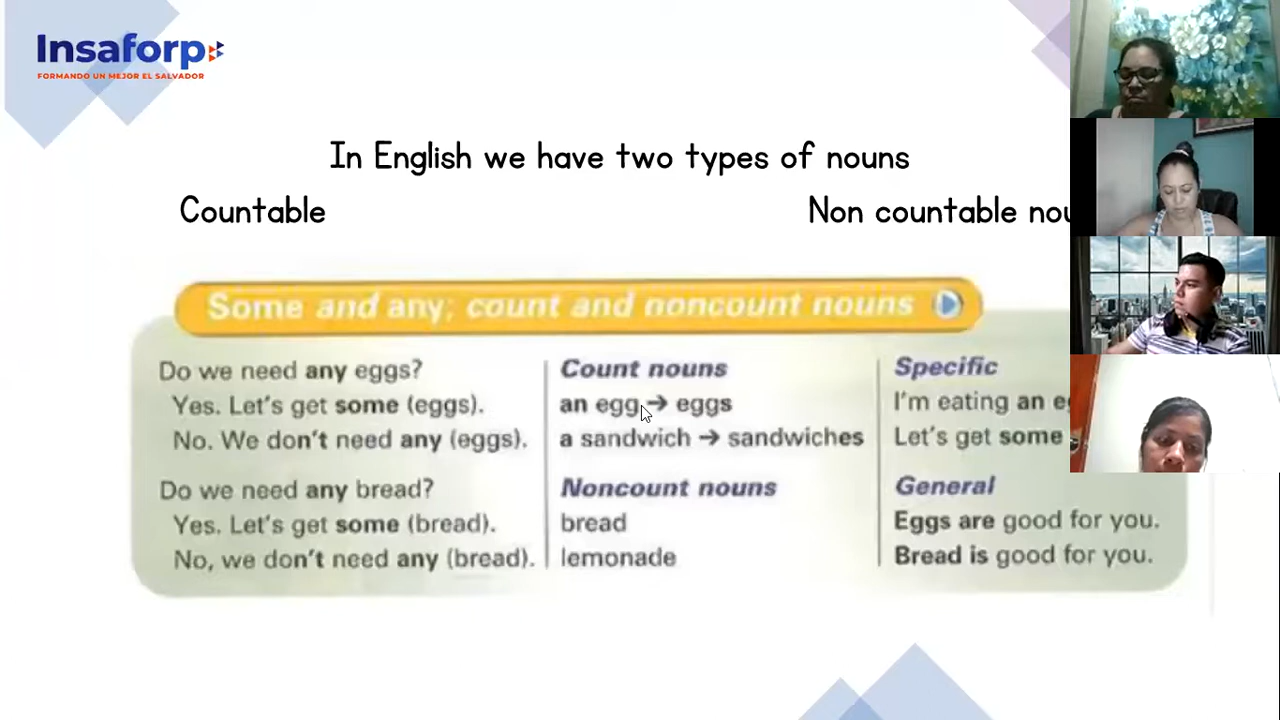 Insaforp
FORMANDO UN MEJOR EL SALVADOR
In English we have two types of nouns
Countable
Non countable
Some and any; count and noncount nouns
Do we need any eggs?
Yes. Let's get some (eggs).
No. We don't need any (eggs).
Do we need any bread?
Yes. Let's get some (bread).
No, we don't need any (bread).
Count nouns
an egg → eggs
a sandwich → sandwiches
Noncount nouns
bread
lemonade
Specific
I'm eating an
Let's get some
General
Eggs are good for you.
Bread is good for you.